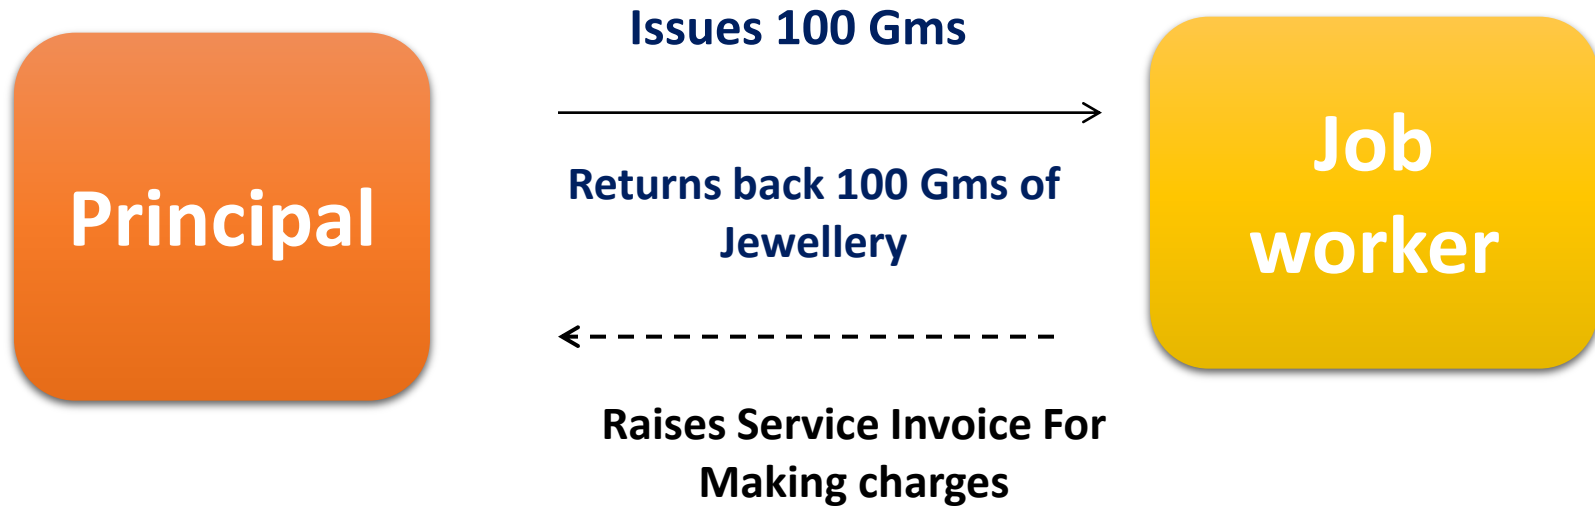 Principal
Issues 100 Gms
Returns back 100 Gms of
Jewellery
Raises Service Invoice For
Making charges
Job
worker